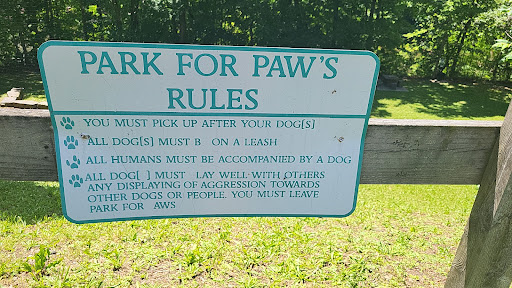 PARK FOR PAW'S
RULES
YOU MUST PICK UP AFTER YOUR DOG[S]
ALL DOG[S] MUST B ON A LEASH
ALL HUMANS MUST BE ACCOMPANIED BY A DOG
ALL DOG[ ] MUST LAY WELL WITH OTHERS
ANY DISPLAYING OF AGGRESSION TOWARDS
OTHER DOGS OR PEOPLE. YOU MUST LEAVE
PARK FOR AWS